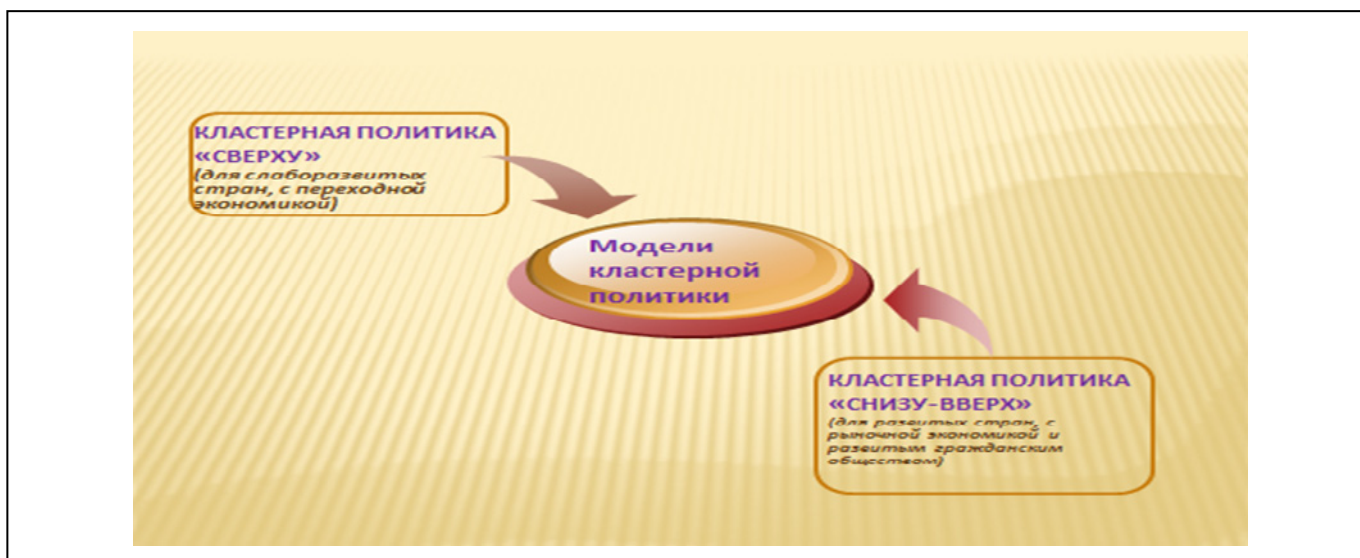 КЛАСТЕРНАЯ ПОЛИТИКА
«СВЕРХУ»
(для слаборазвитых
стран, с переходной
экономикой)
Модели
кластерной
политики
КЛАСТЕРНАЯ ПОЛИТИКА
«СНИЗУ-ВВЕРХ»
(для развитых стран, с
рыночной экономикой и
развитым гражданским
обществом)